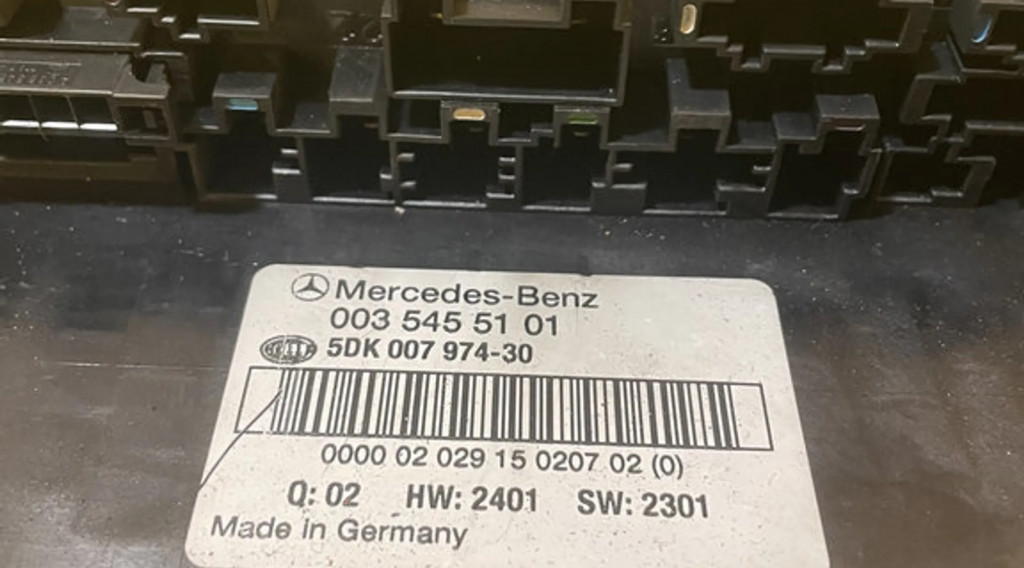 Mercedes-Benz
003 545 51 01
HELLA 5DK 007 974-30
0000 02 029 15 0207 02 (0)
Q: 02 HW: 2401 SW: 2301
Made in Germany